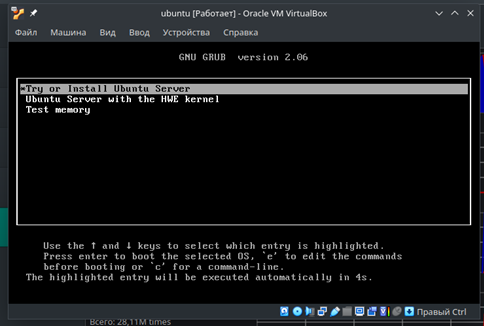 ubuntu [Работает] - Oracle VM VirtualBox
Файл Машина Вид Ввод Устройства Справка
GNU GRUB version 2.06
*Try or Install Ubuntu Server
Ubuntu Server with the HWE kernel
Test memory
Use the ↑ and ↓ keys to select which entry is highlighted.
Press enter to boot the selected OS, `e' to edit the commands
before booting or `c' for a command-line.
The highlighted entry will be executed automatically in 4s.
Правый Ctrl
Всего: 28,11M times